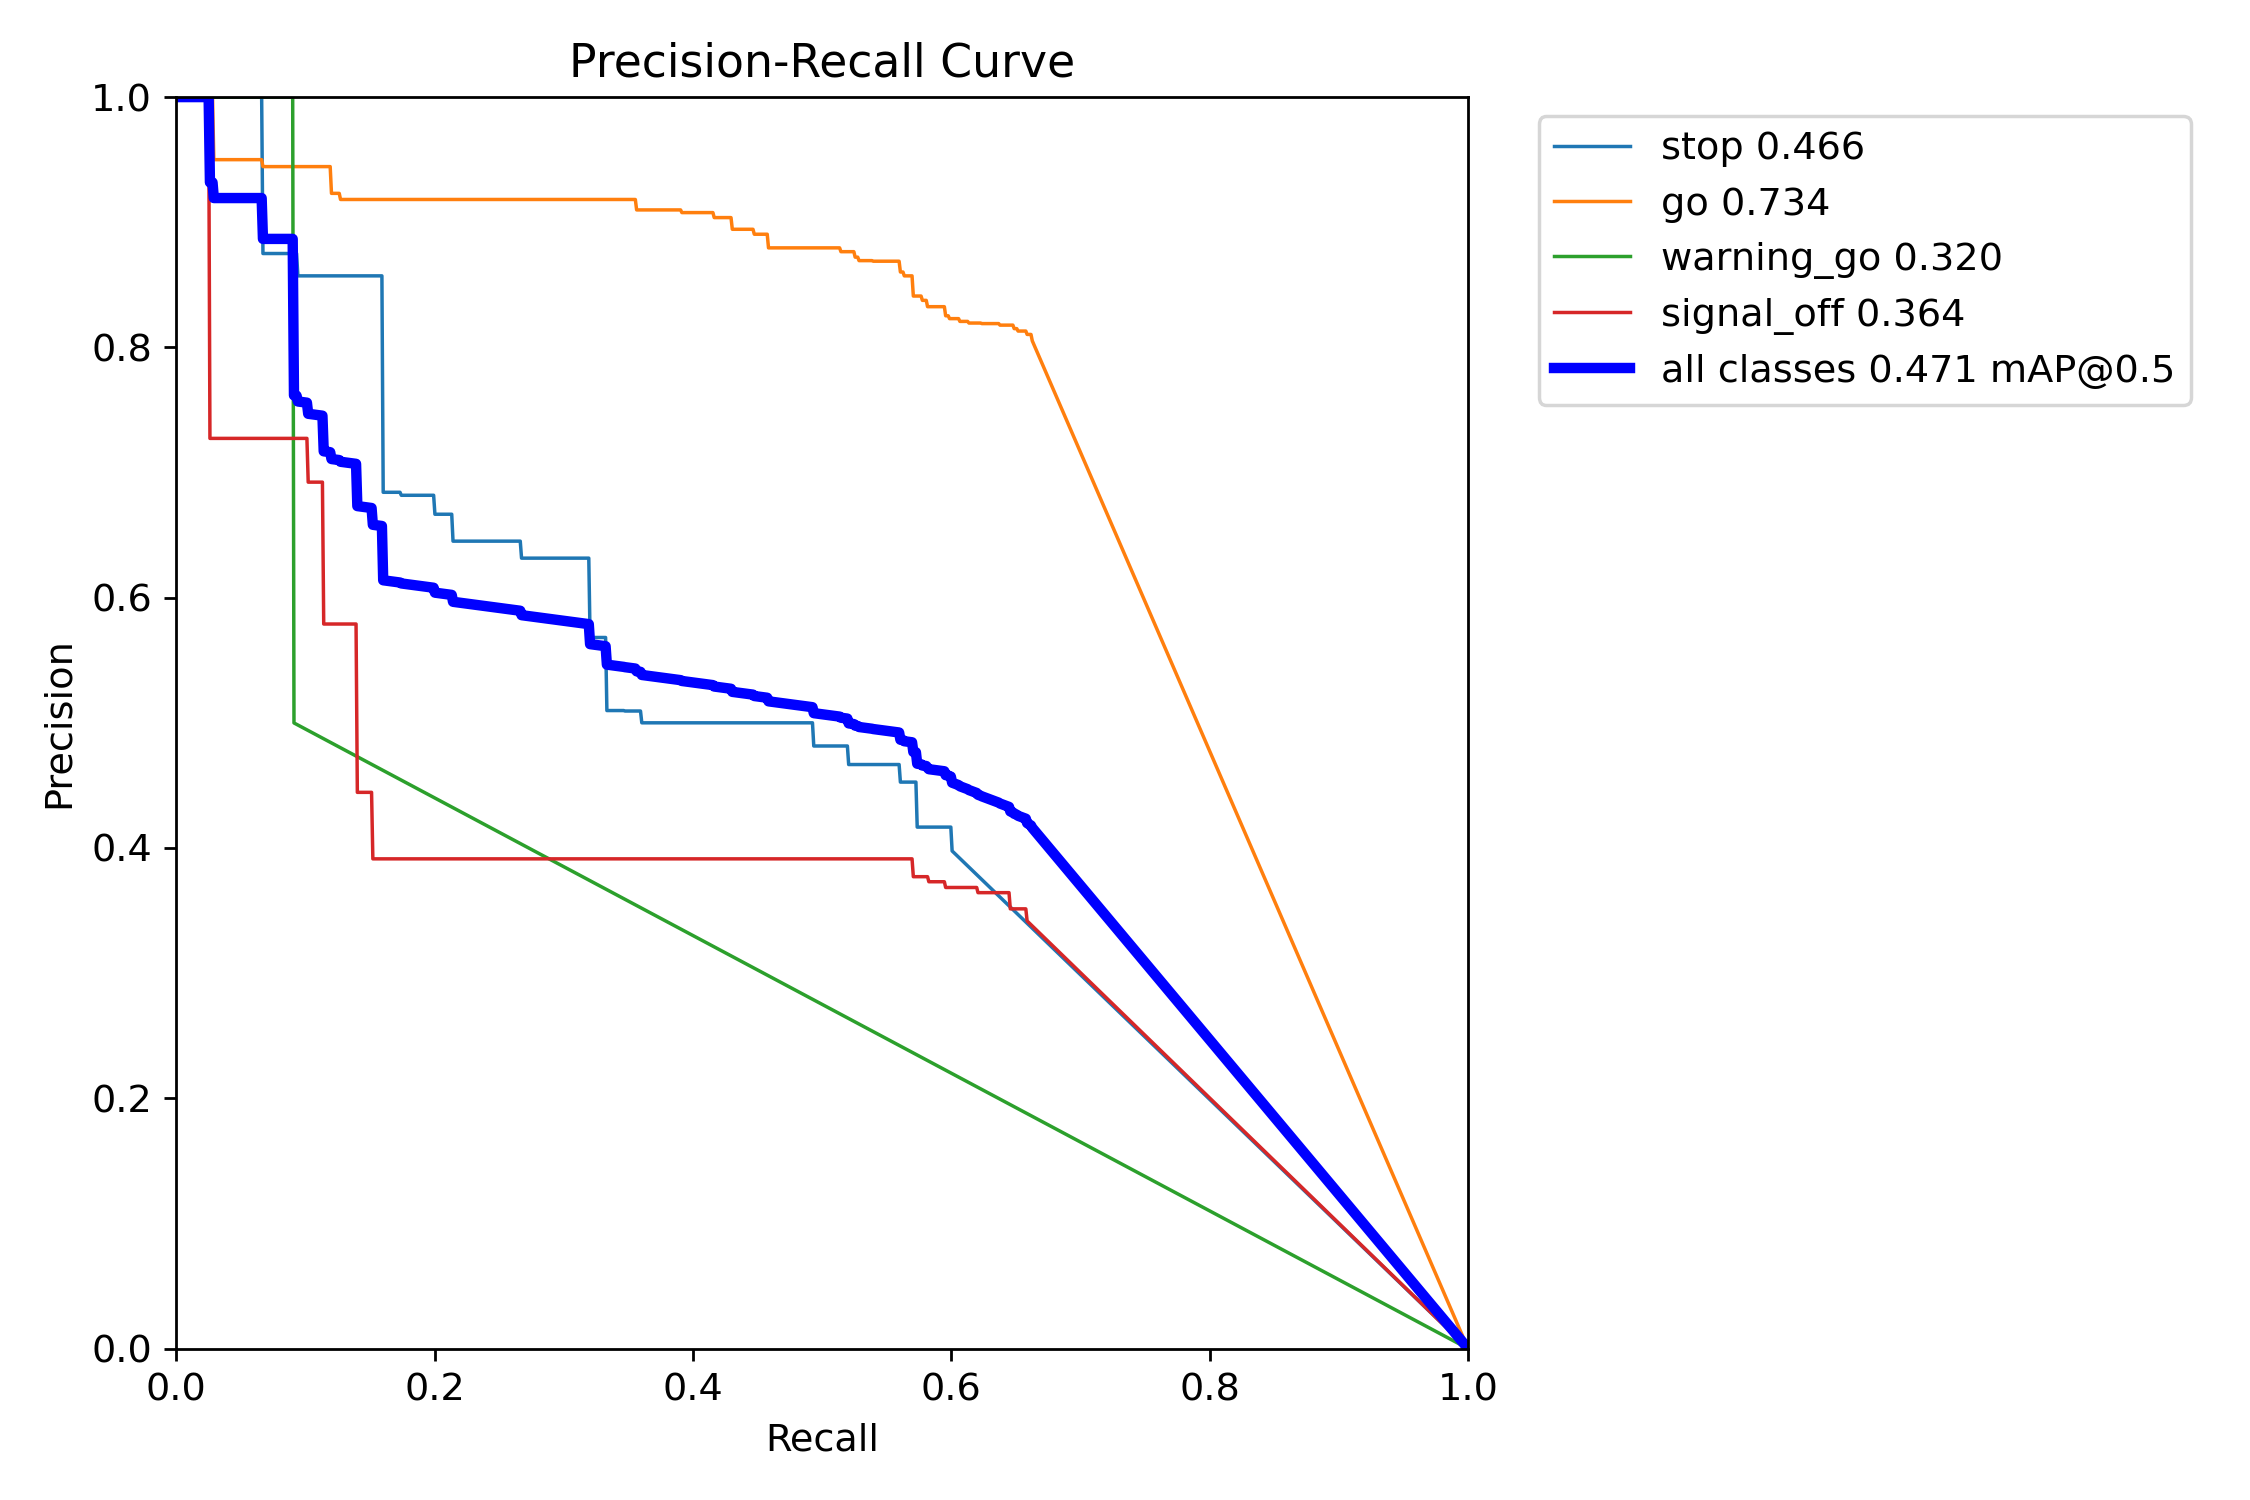 Precision-Recall Curve
1.0
0.8
0.6
0.4
0.2
0.0
Precision
0.0 0.2 0.4 0.6 0.8 1.0
Recall
stop 0.466
go 0.734
warning_go 0.320
signal_off 0.364
all classes 0.471 mAP@0.5